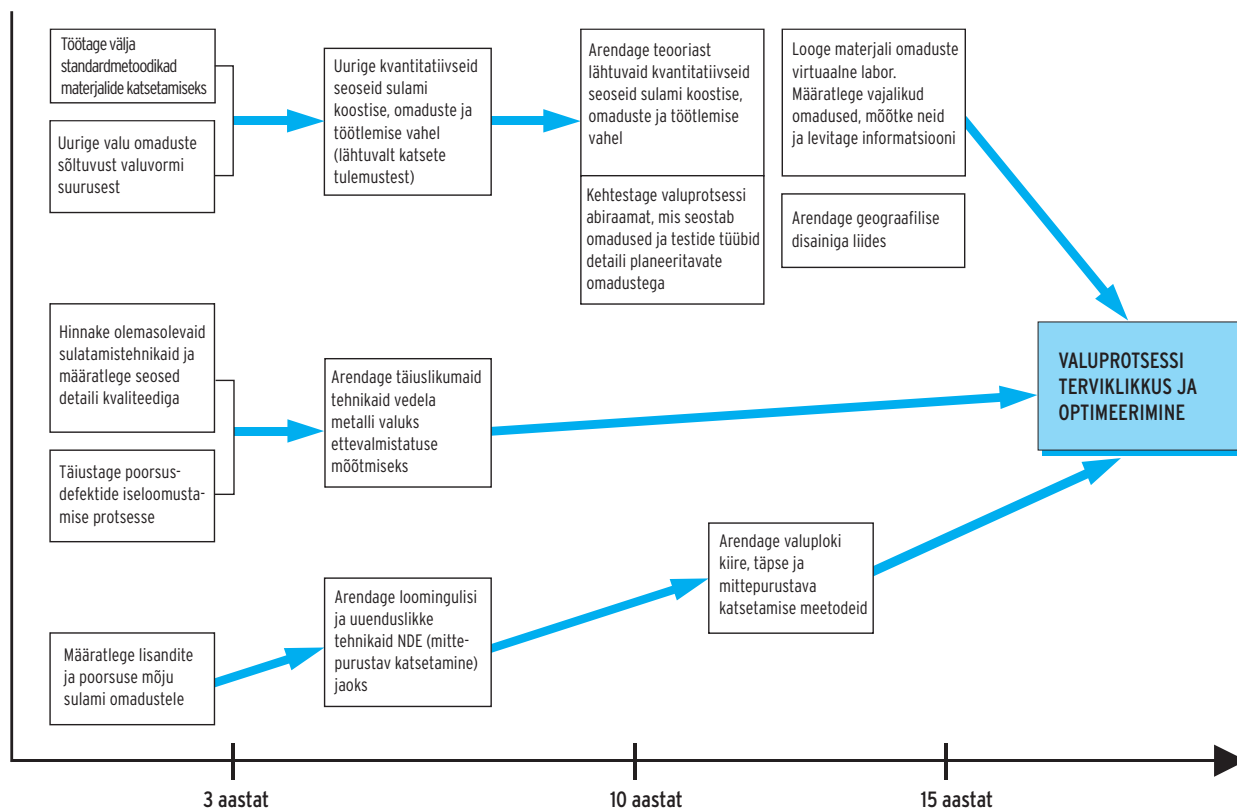 Töötage välja
standardmetoodikad
materjalide katsetamiseks
Uurige valu omaduste
sõltuvust valuvormi
suurusest
Uurige kvantitatiivseid
seoseid sulami
koostise, omaduste ja
töötlemise vahel
(lähtuvalt katsete
tulemustest)
Arendage teooriast
lähtuvaid kvantitatiivseid
seoseid sulami koostise,
omaduste ja töötlemise
vahel
Kehtestage valuprotsessi
abiraamat, mis seostab
omadused ja testide tüübid
detaili planeeritavate
omadustega
Looge materjali omaduste
virtuaalne labor.
Määratlege vajalikud
omadused, mõõtke neid
ja levitage informatsiooni
Arendage geograafilise
disainiga liides
Hinnake olemasolevaid
sulatamistehnikaid ja
määratlege seosed
detaili kvaliteediga
Täiustage poorsus-
defektide iseloomusta-
mise protsesse
Arendage täiuslikumaid
tehnikaid vedela
metalli valuks
ettevalmistatuse
mõõtmiseks
VALUPROTSESSI
TERVIKLIKKUS JA
OPTIMEERIMINE
Määratlege lisandite
ja poorsuse mõju
sulami omadustele
Arendage loomingulisi
ja uuenduslikke
tehnikaid NDE (mitte-
purustav katsetamine)
jaoks
Arendage valuploki
kiire, täpse ja
mittepurustava
katsetamise meetodeid
3 aastat
10 aastat
15 aastat